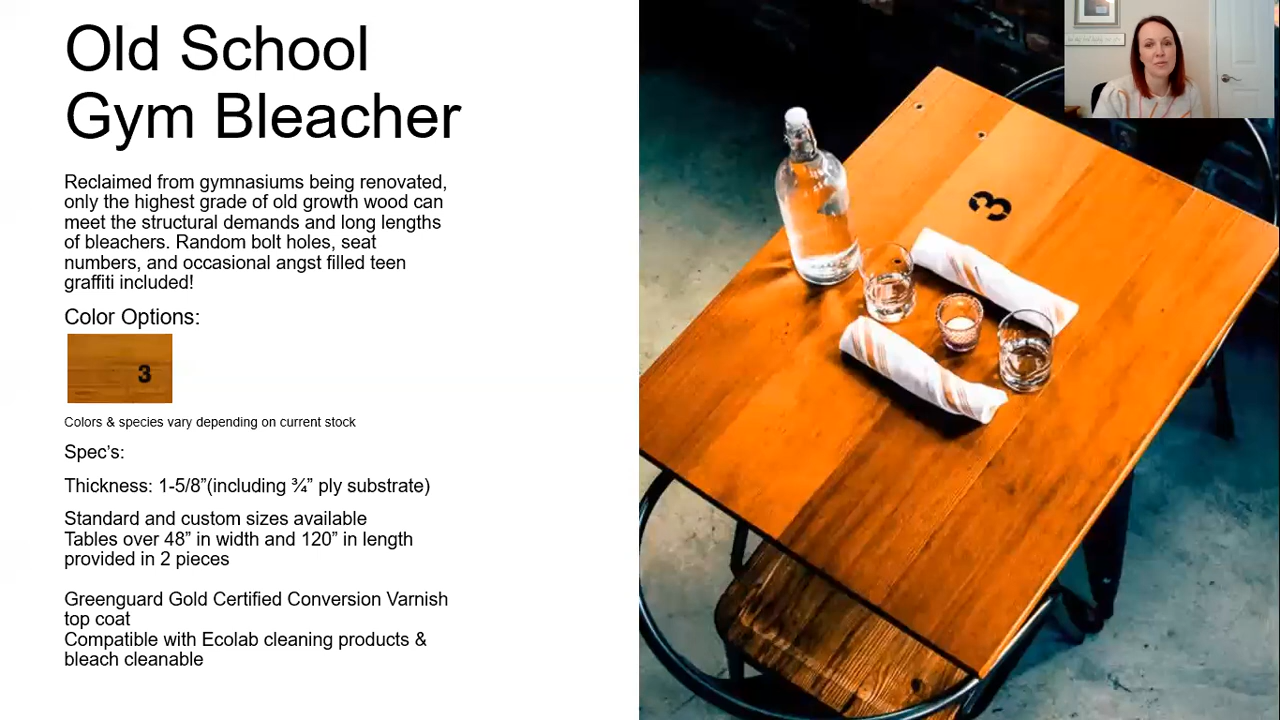 Old School
Gym Bleacher
Reclaimed from gymnasiums being renovated,
only the highest grade of old growth wood can
meet the structural demands and long lengths
of bleachers. Random bolt holes, seat
numbers, and occasional angst filled teen
graffiti included!
Color Options:
3
Colors & species vary depending on current stock
Spec’s:
Thickness: 1-5/8”(including ¾” ply substrate)
Standard and custom sizes available
Tables over 48” in width and 120” in length
provided in 2 pieces
Greenguard Gold Certified Conversion Varnish
top coat
Compatible with Ecolab cleaning products &
bleach cleanable
3